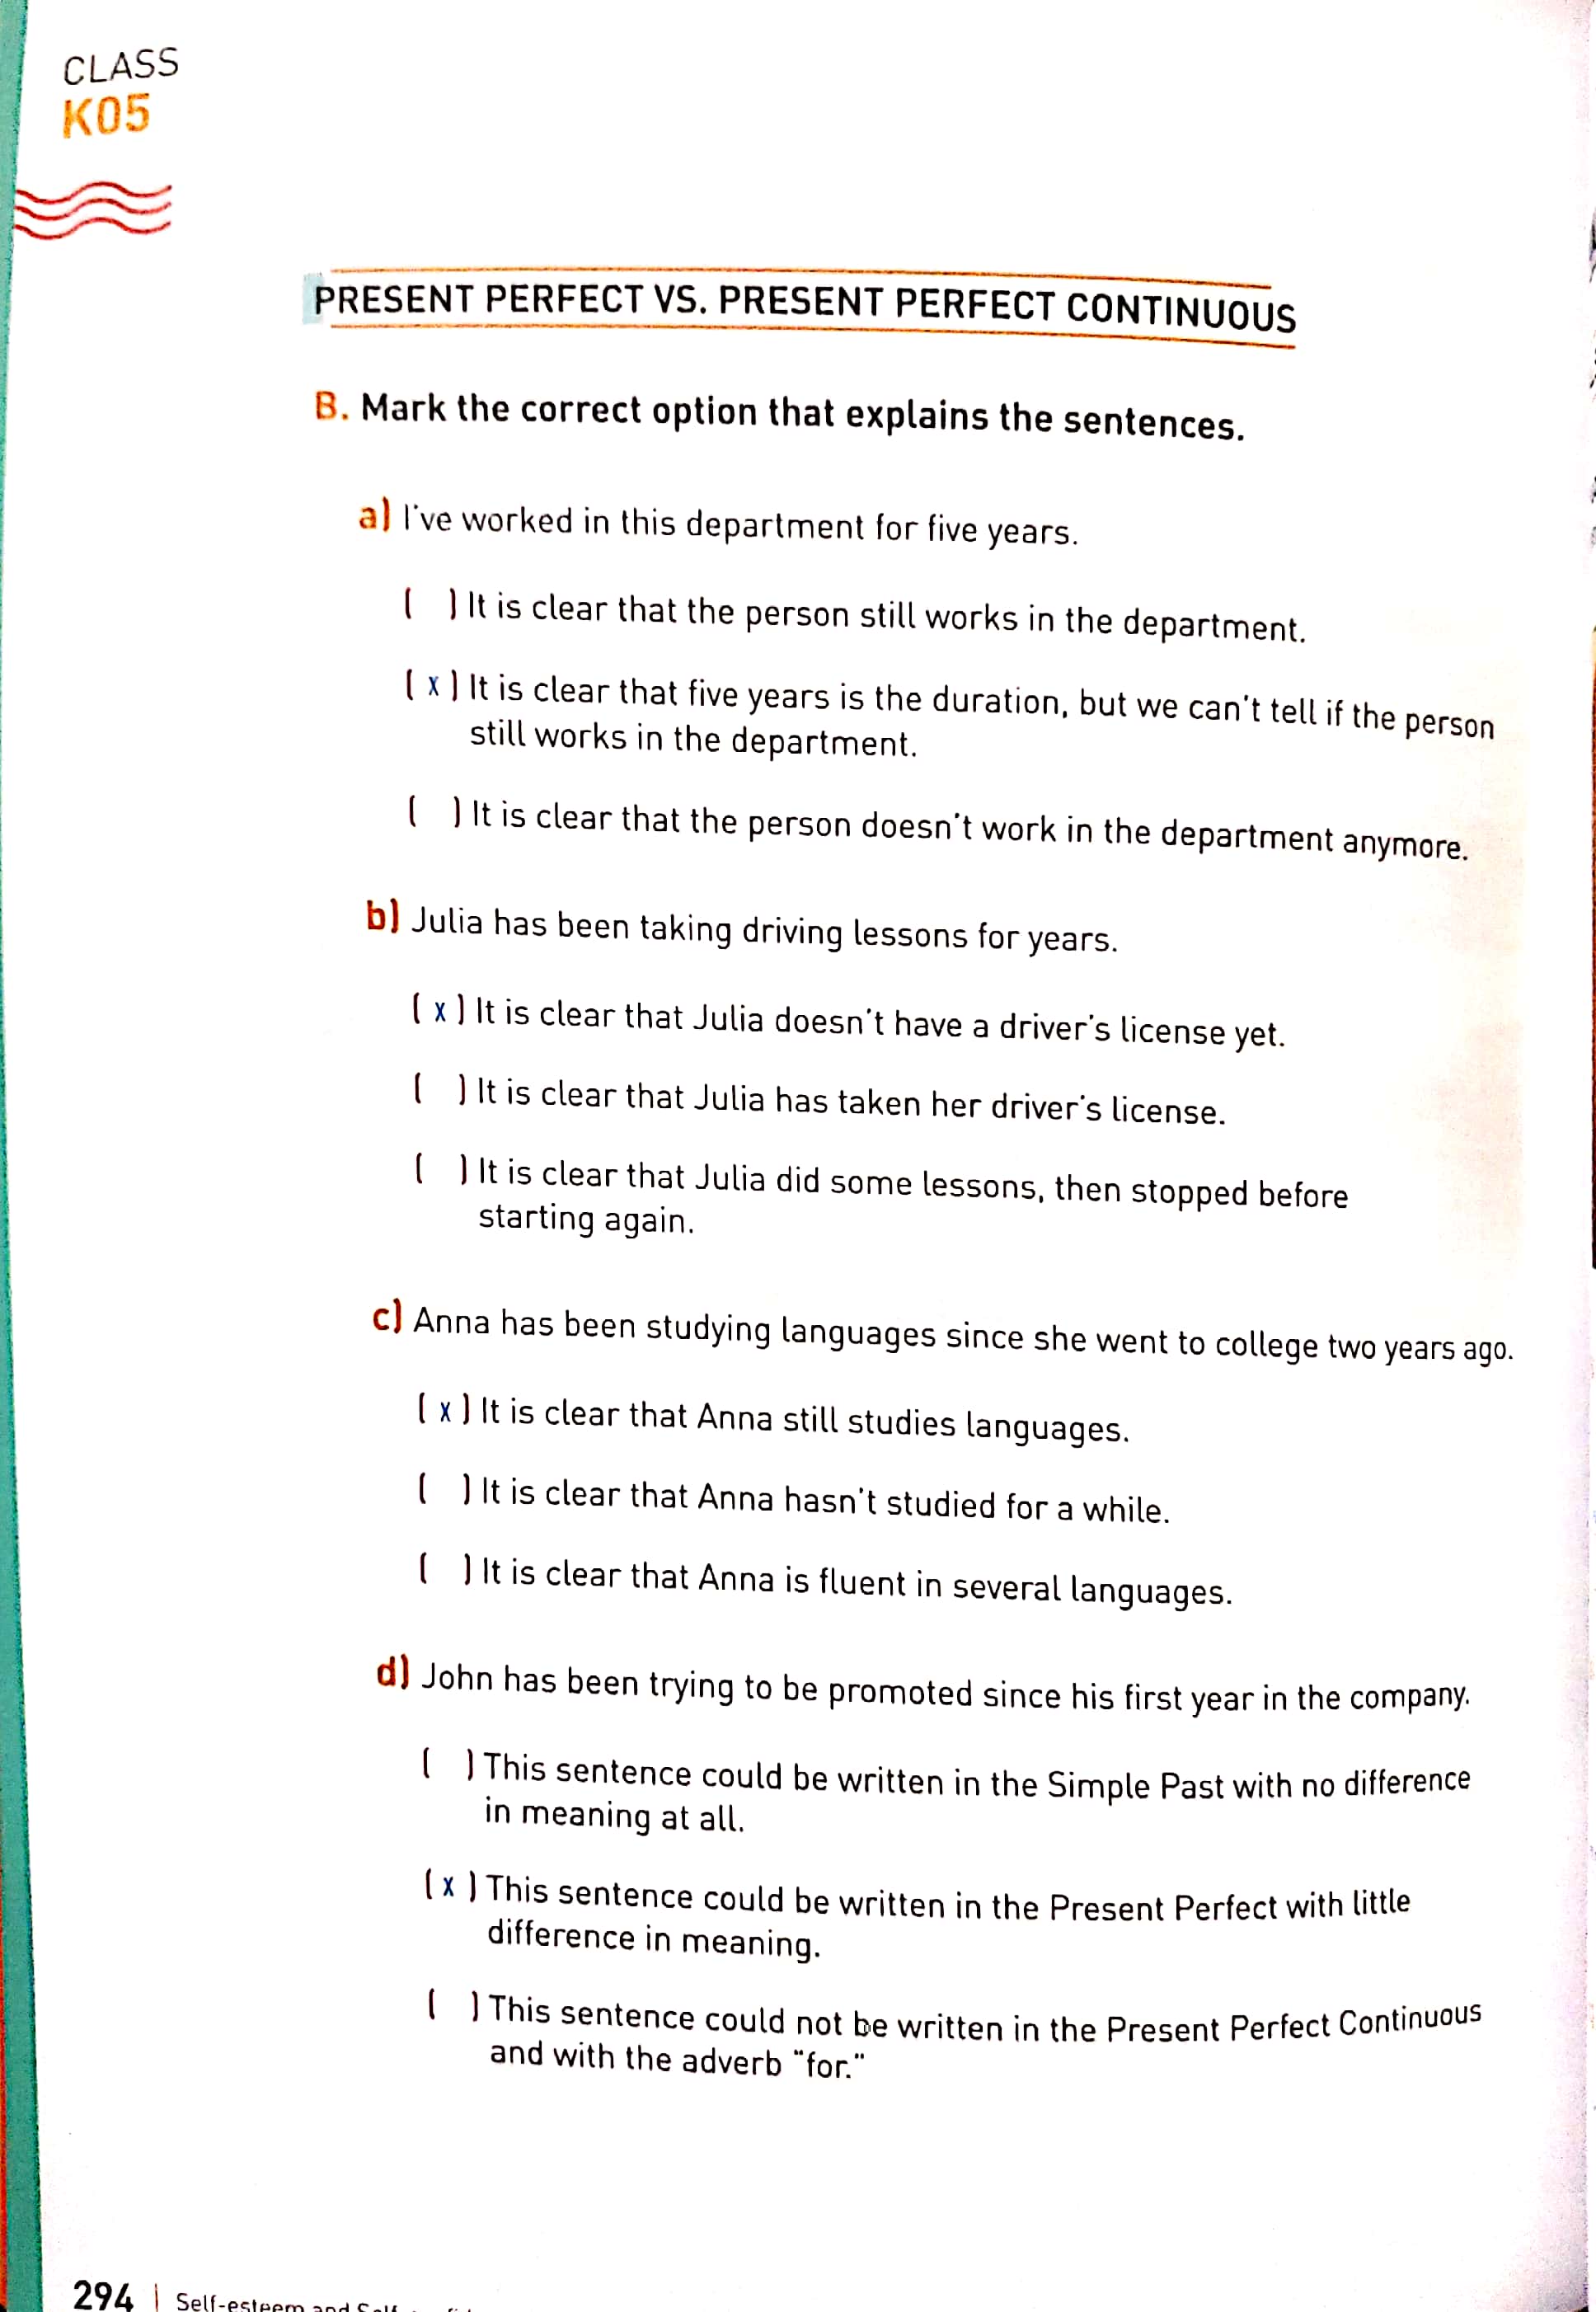 CLASS
K05
PRESENT PERFECT VS. PRESENT PERFECT CONTINUOUS
B. Mark the correct option that explains the sentences.
a) I've worked in this department for five years.
( ) It is clear that the person still works in the department.
( x ) It is clear that five years is the duration, but we can't tell if the person
still works in the department.
( ) It is clear that the person doesn't work in the department anymore.
b) Julia has been taking driving lessons for years.
( x ) It is clear that Julia doesn't have a driver's license yet.
( ) It is clear that Julia has taken her driver's license.
( ) It is clear that Julia did some lessons, then stopped before
starting again.
c) Anna has been studying languages since she went to college two years ago.
( x ) It is clear that Anna still studies languages.
( ) It is clear that Anna hasn't studied for a while.
( ) It is clear that Anna is fluent in several languages.
d) John has been trying to be promoted since his first year in the company.
( ) This sentence could be written in the Simple Past with no difference
in meaning at all.
( x ) This sentence could be written in the Present Perfect with little
difference in meaning.
( ) This sentence could not be written in the Present Perfect Continuous
and with the adverb "for."
294 | Self-esteem and